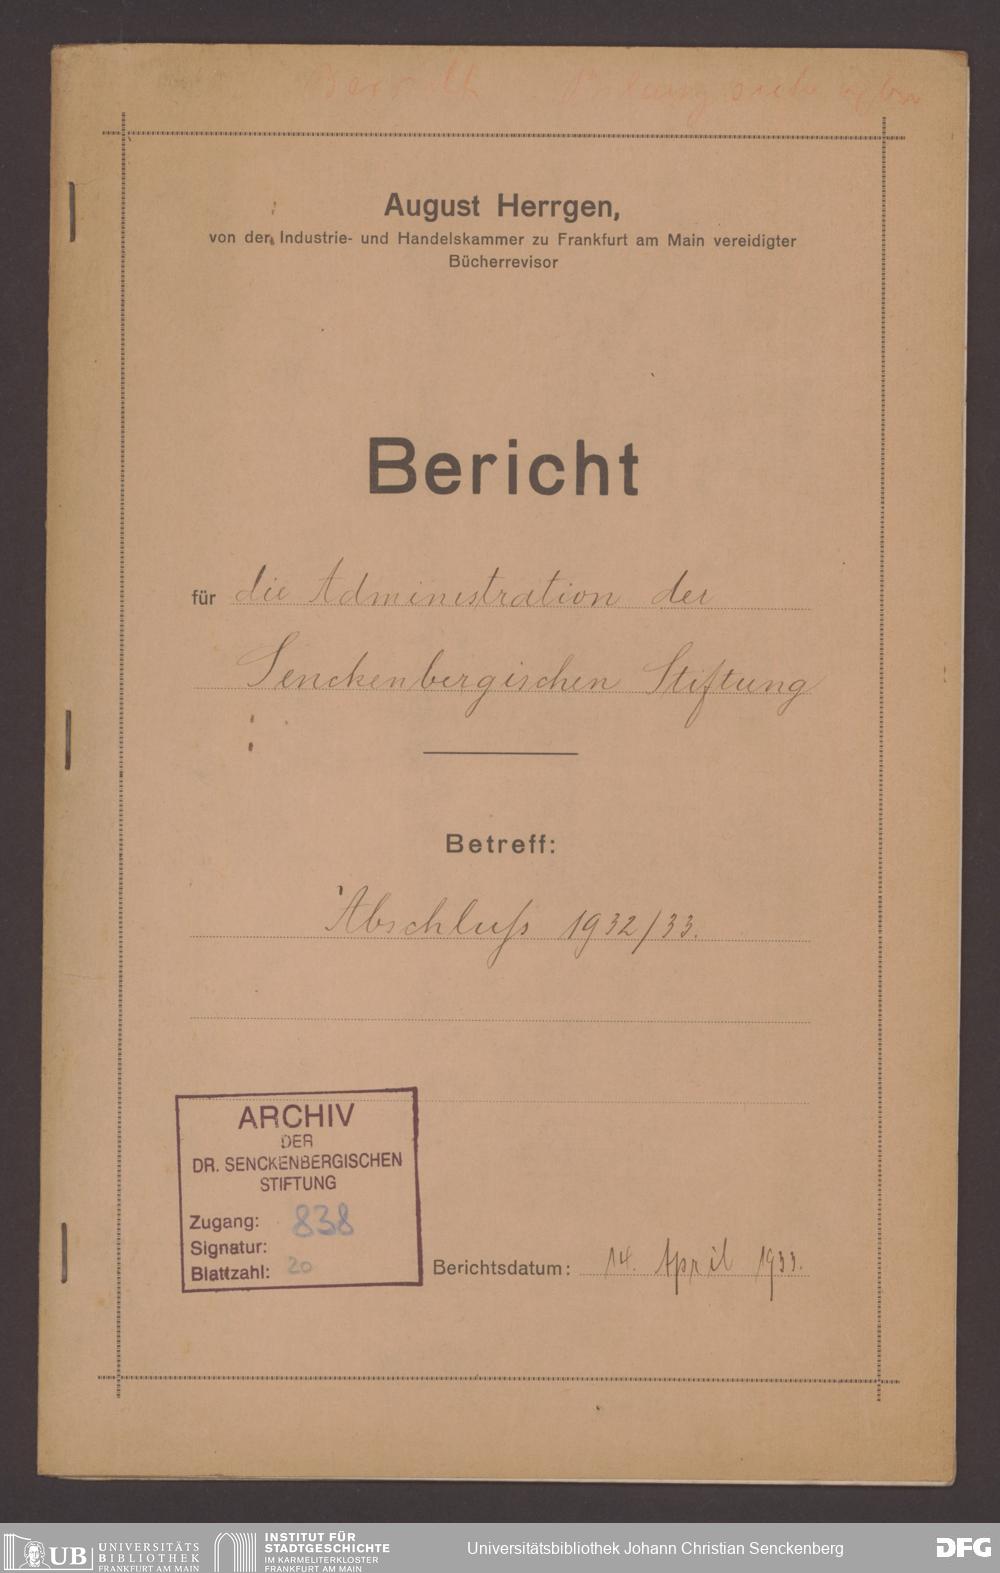 August Herrgen,
von der Industrie- und Handelskammer zu Frankfurt am Main vereidigter
Bücherrevisor
Bericht
für die Administration der
Senckenbergischen Stiftung
Betreff:
Abschluß 1932/33.
ARCHIV
DER
DR. SENCKENBERGISCHEN
STIFTUNG
Zugang: 838
Signatur:
Blattzahl: 20
Berichtsdatum: 14. April 1933.
UB UNIVERSITÄTS
BIBLIOTHEK
FRANKFURT AM MAIN
INSTITUT FÜR
STADTGESCHICHTE
IM KARMELITERKLOSTER
FRANKFURT AM MAIN
Universitätsbibliothek Johann Christian Senckenberg
DFG